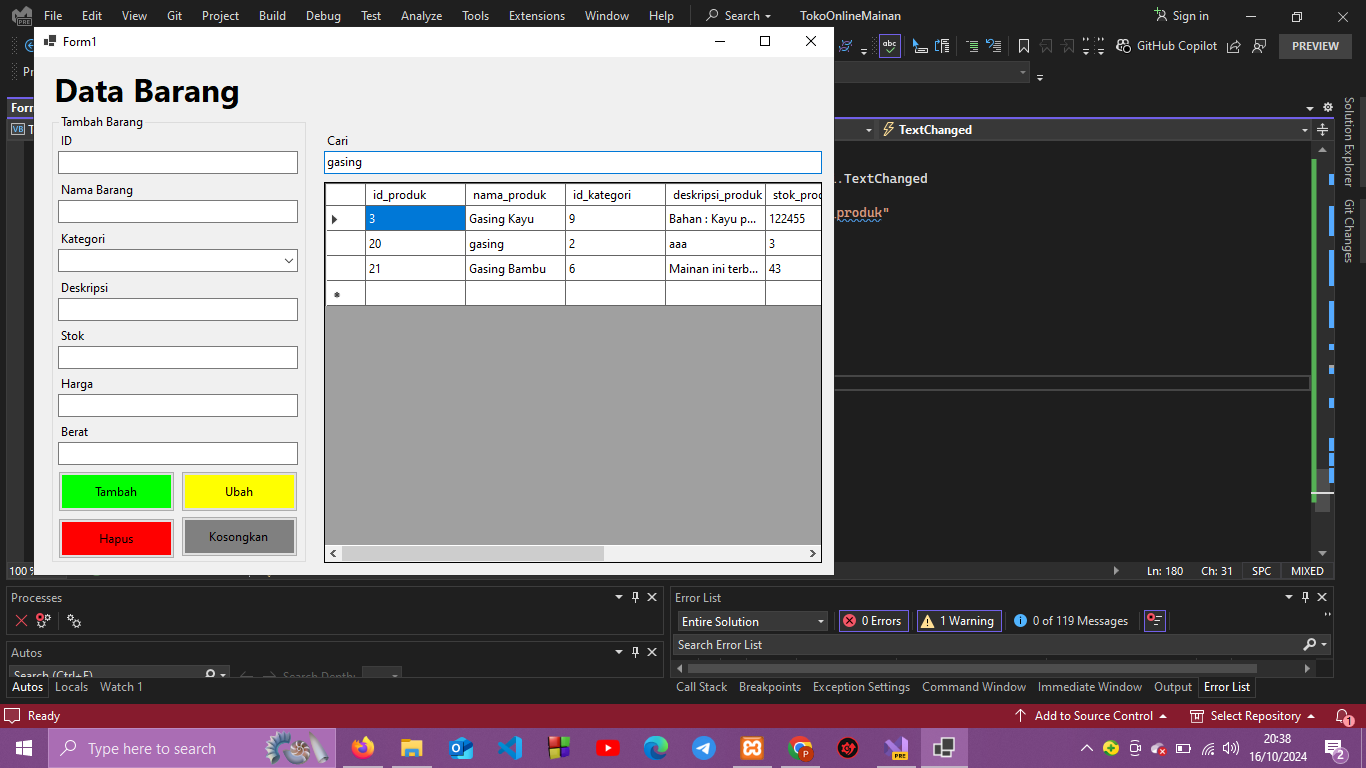 File Edit View Git Project Build Debug Test Analyze Tools Extensions Window Help Search TokoOnlineMainan Sign in
Form1
GitHub Copilot PREVIEW
Data Barang
TextChanged
Tambah Barang
ID
Nama Barang
Kategori
Deskripsi
Stok
Harga
Berat
Tambah Ubah
Hapus Kosongkan
Cari
gasing
id_produk nama_produk id_kategori deskripsi_produk stok_prod
3 Gasing Kayu 9 Bahan : Kayu p... 122455
20 gasing 2 aaa 3
21 Gasing Bambu 6 Mainan ini terb... 43
.TextChanged
_produk"
Solution Explorer
Git Changes
100 %
Ln: 180 Ch: 31 SPC MIXED
Processes
Autos
Search (Ctrl+E) Search Depth:
Autos Locals Watch 1
Error List
Entire Solution 0 Errors 1 Warning 0 of 119 Messages
Search Error List
Call Stack Breakpoints Exception Settings Command Window Immediate Window Output Error List
Ready Add to Source Control Select Repository 1
Type here to search
20:38
16/10/2024
2